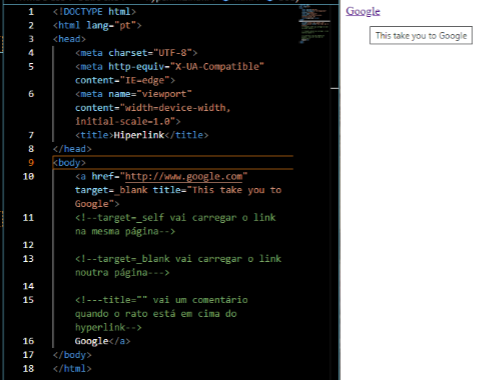 1 <!DOCTYPE html>
2 <html lang="pt">
3 <head>
4 <meta charset="UTF-8">
5 <meta http-equiv="X-UA-Compatible"
content="IE=edge">
6 <meta name="viewport"
content="width=device-width,
initial-scale=1.0">
7 <title>Hiperlink</title>
8 </head>
9 <body>
10 <a href="http://www.google.com"
target=_blank title="This take you to
Google">
11 <!--target=_self vai carregar o link
na mesma página-->
12
13 <!--target=_blank vai carregar o link
noutra página--->
14
15 <!---title="" vai um comentário
quando o rato está em cima do
hyperlink-->
16 Google</a>
17 </body>
18 </html>
Google
This take you to Google